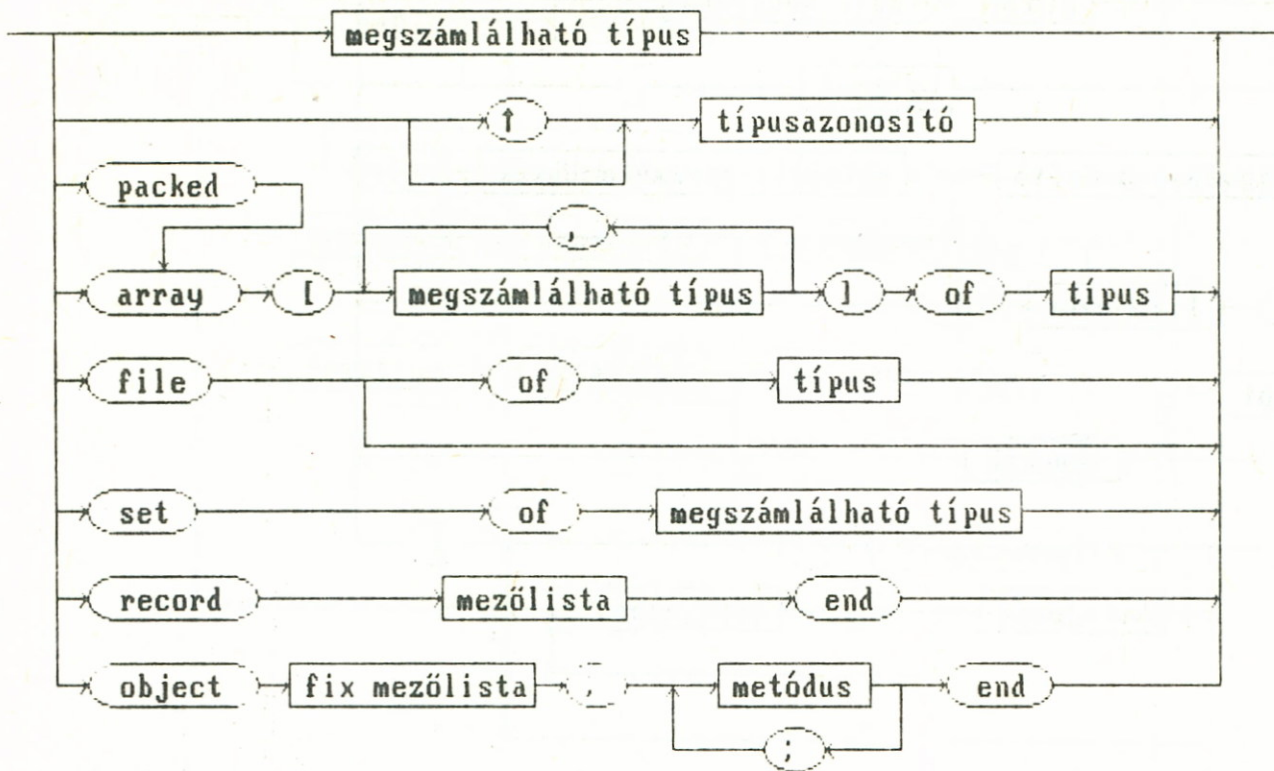 megszámlálható típus
↑ típusazonosító
packed
,
array [ megszámlálható típus ] of típus
file of típus
set of megszámlálható típus
record mezőlista end
object fix mezőlista , metódus end
;